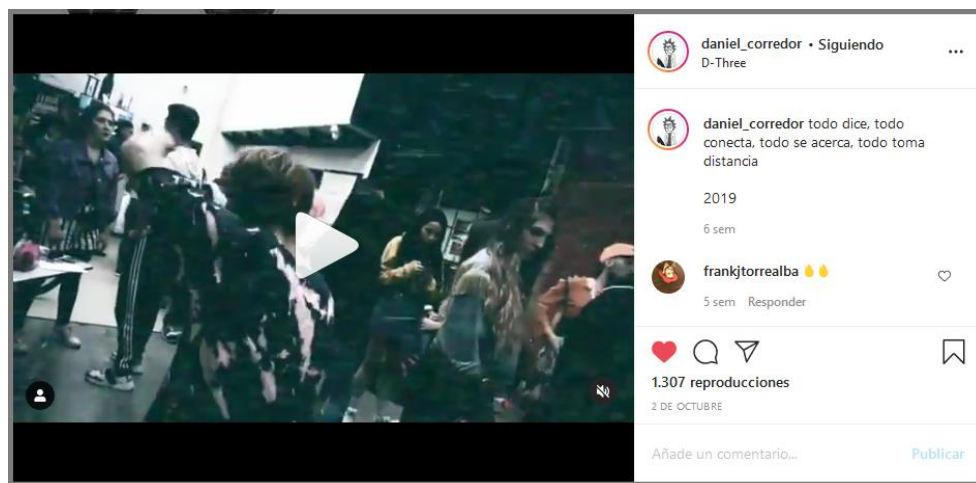 daniel_corredor • Siguiendo
D-Three
daniel_corredor todo dice, todo
conecta, todo se acerca, todo toma
distancia
2019
6 sem
frankjtorrealba
5 sem Responder
1.307 reproducciones
2 DE OCTUBRE
Añade un comentario...
Publicar